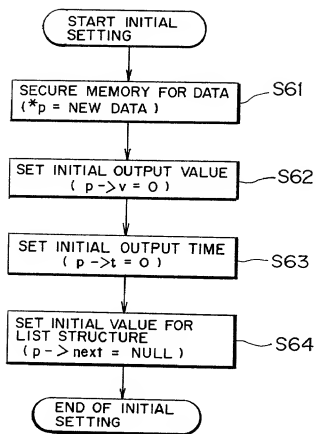 START INITIAL
SETTING
SECURE MEMORY FOR DATA
(*p = NEW DATA )
S61
SET INITIAL OUTPUT VALUE
( p −>v = 0 )
S62
SET INITIAL OUTPUT TIME
( p −>t = 0 )
S63
SET INITIAL VALUE FOR
LIST STRUCTURE
(p −>next = NULL)
S64
END OF INITIAL
SETTING